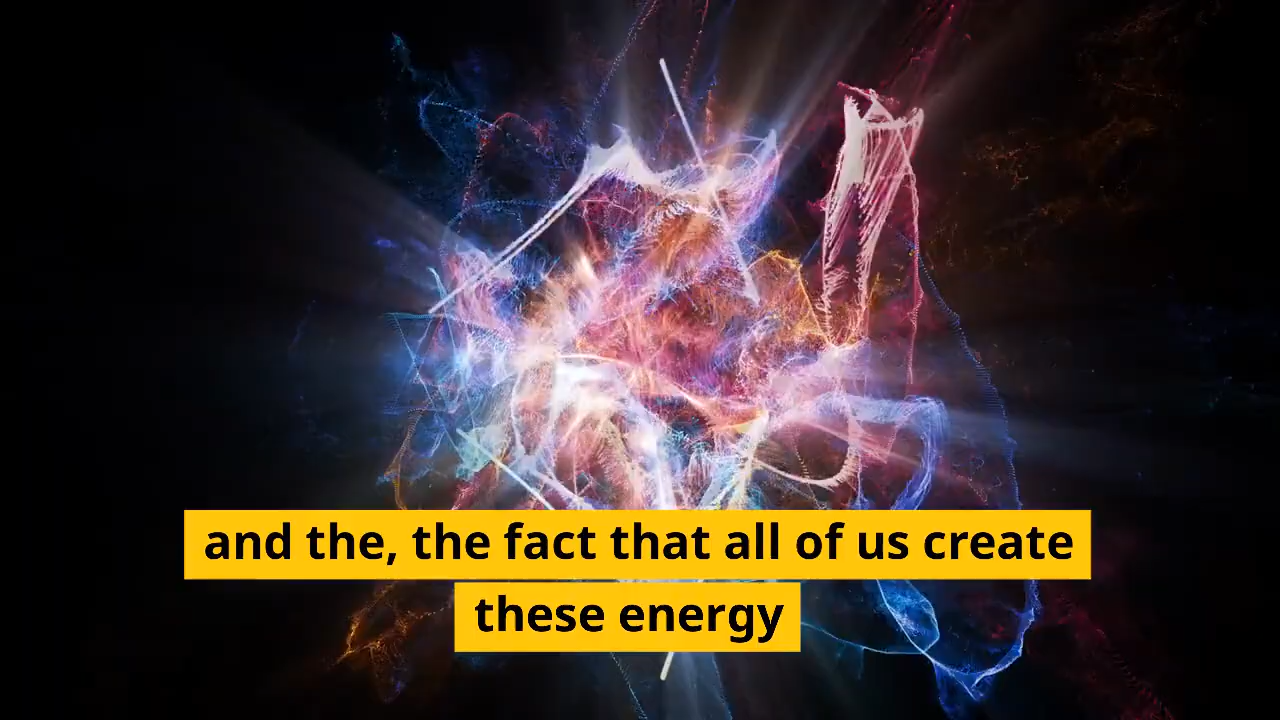 and the, the fact that all of us create
these energy